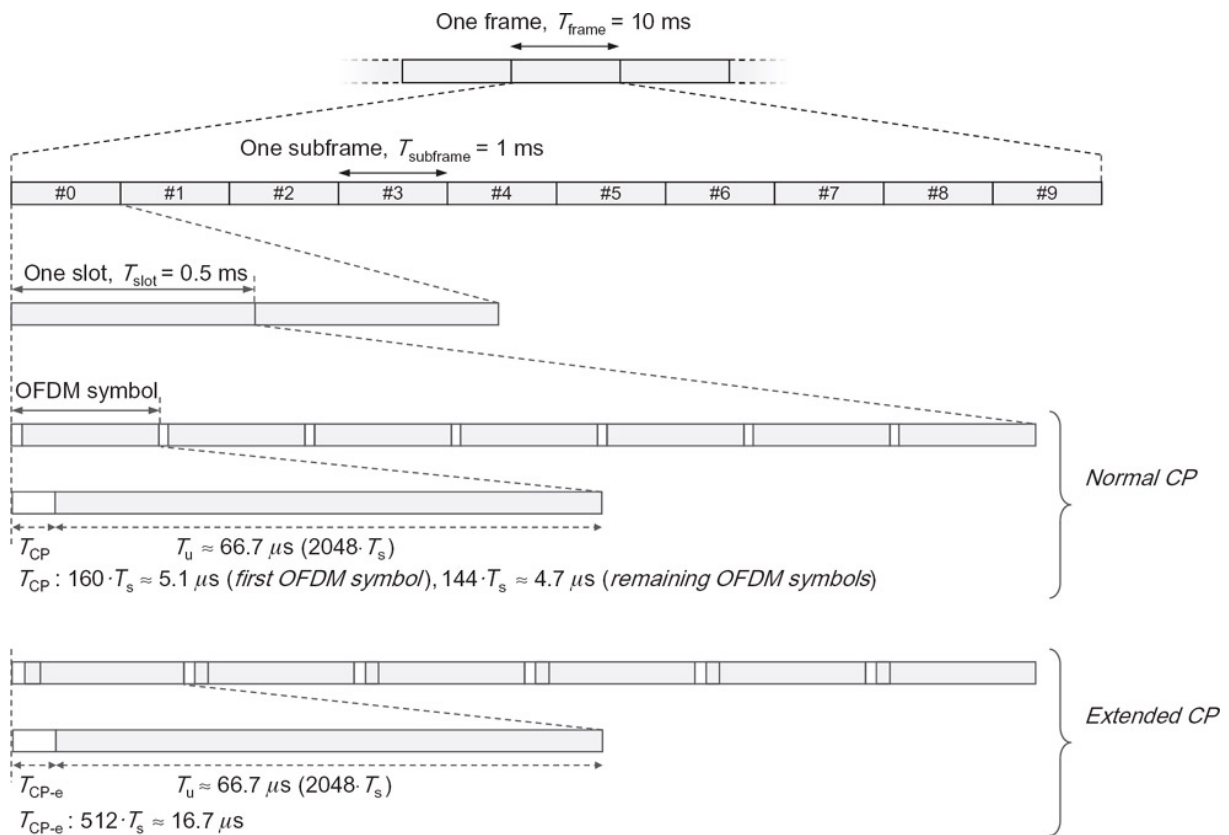 One frame, T_frame = 10 ms
One subframe, T_subframe = 1 ms
#0 #1 #2 #3 #4 #5 #6 #7 #8 #9
One slot, T_slot = 0.5 ms
OFDM symbol
Normal CP
T_CP T_u ≈ 66.7 μs (2048· T_s)
T_CP : 160 · T_s ≈ 5.1 μs (first OFDM symbol), 144 · T_s ≈ 4.7 μs (remaining OFDM symbols)
Extended CP
T_CP-e T_u ≈ 66.7 μs (2048· T_s)
T_CP-e : 512 · T_s ≈ 16.7 μs